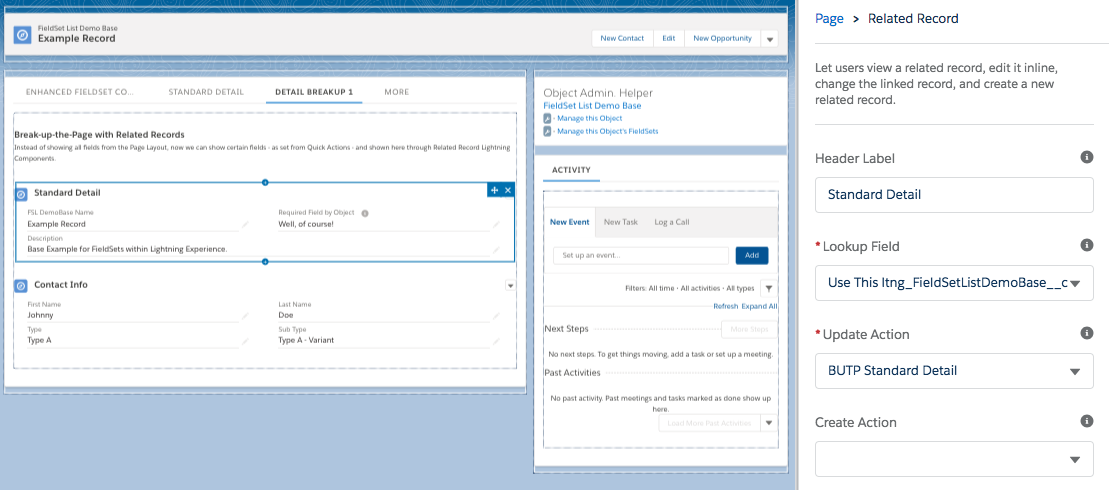 FieldSet List Demo Base
Example Record
New Contact
Edit
New Opportunity
ENHANCED FIELDSET CO...
STANDARD DETAIL
DETAIL BREAKUP 1
MORE
Break-up-the-Page with Related Records
Instead of showing all fields from the Page Layout, now we can show certain fields - as set from Quick Actions - and shown here through Related Record Lightning
Components.
Standard Detail
FSL DemoBase Name
Required Field by Object
Example Record
Well, of course!
Description
Base Example for FieldSets within Lightning Experience.
Contact Info
First Name
Last Name
Johnny
Doe
Type
Sub Type
Type A
Type A - Variant
Object Admin. Helper
FieldSet List Demo Base
- Manage this Object
- Manage this Object's FieldSets
ACTIVITY
New Event
New Task
Log a Call
Set up an event...
Add
Filters: All time · All activities · All types
Refresh Expand All
Next Steps
More Steps
No next steps. To get things moving, add a task or set up a meeting.
Past Activities
No past activity. Past meetings and tasks marked as done show up
here.
Load More Past Activities
Page > Related Record
Let users view a related record, edit it inline,
change the linked record, and create a new
related record.
Header Label
Standard Detail
*Lookup Field
Use This ltng_FieldSetListDemoBase__c
*Update Action
BUTP Standard Detail
Create Action